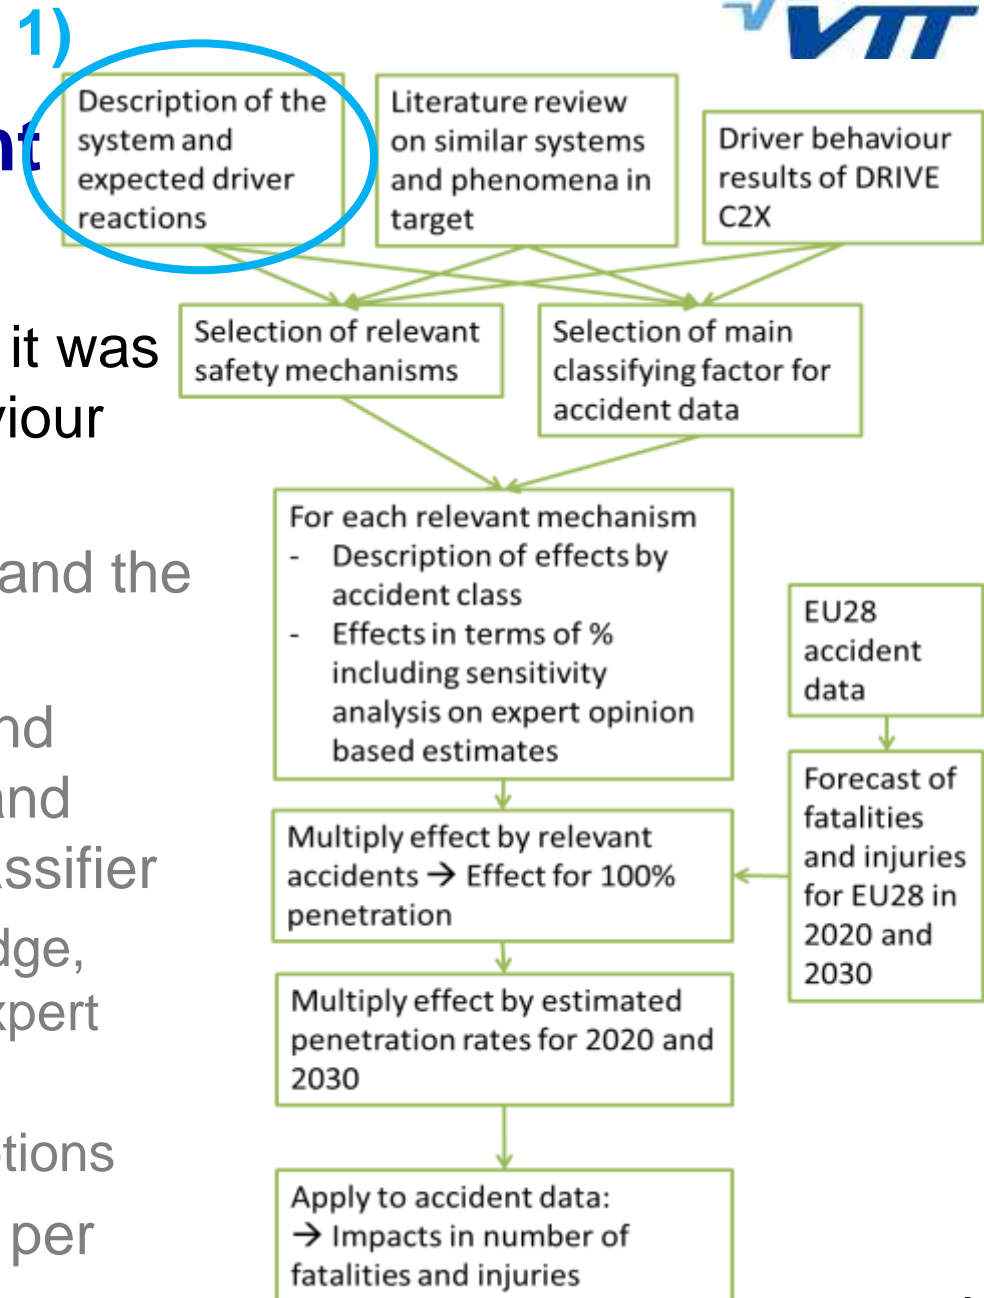 1)
VTT
nt
Description of the
system and
expected driver
reactions
Literature review
on similar systems
and phenomena in
target
Driver behaviour
results of DRIVE
C2X
it was
viour
Selection of relevant
safety mechanisms
Selection of main
classifying factor for
accident data
and the
nd
and
assifier
dge,
xpert
tions
per
For each relevant mechanism
- Description of effects by
accident class
- Effects in terms of %
including sensitivity
analysis on expert opinion
based estimates
EU28
accident
data
Forecast of
fatalities
and injuries
for EU28 in
2020 and
2030
Multiply effect by relevant
accidents → Effect for 100%
penetration
Multiply effect by estimated
penetration rates for 2020 and
2030
Apply to accident data:
→ Impacts in number of
fatalities and injuries